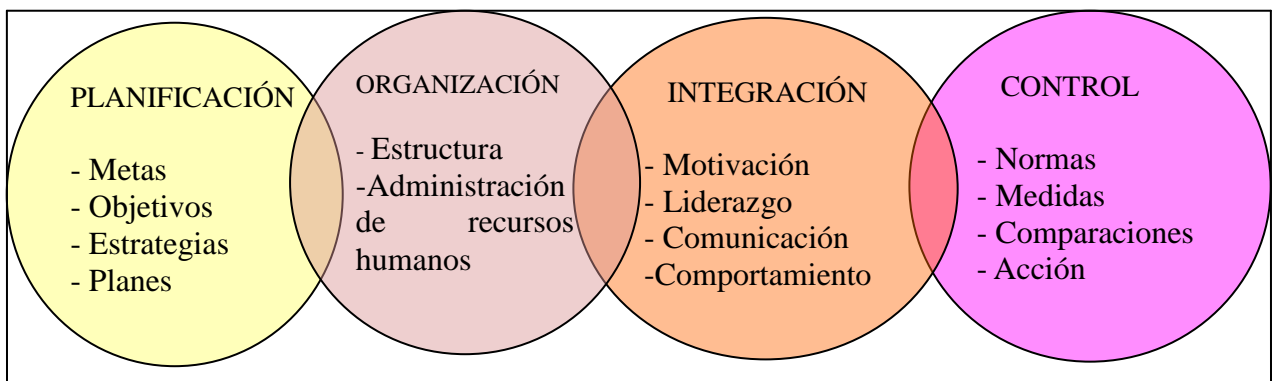 PLANIFICACIÓN
- Metas
- Objetivos
- Estrategias
- Planes
ORGANIZACIÓN
- Estructura
-Administración
de recursos
humanos
INTEGRACIÓN
- Motivación
- Liderazgo
- Comunicación
-Comportamiento
CONTROL
- Normas
- Medidas
- Comparaciones
- Acción